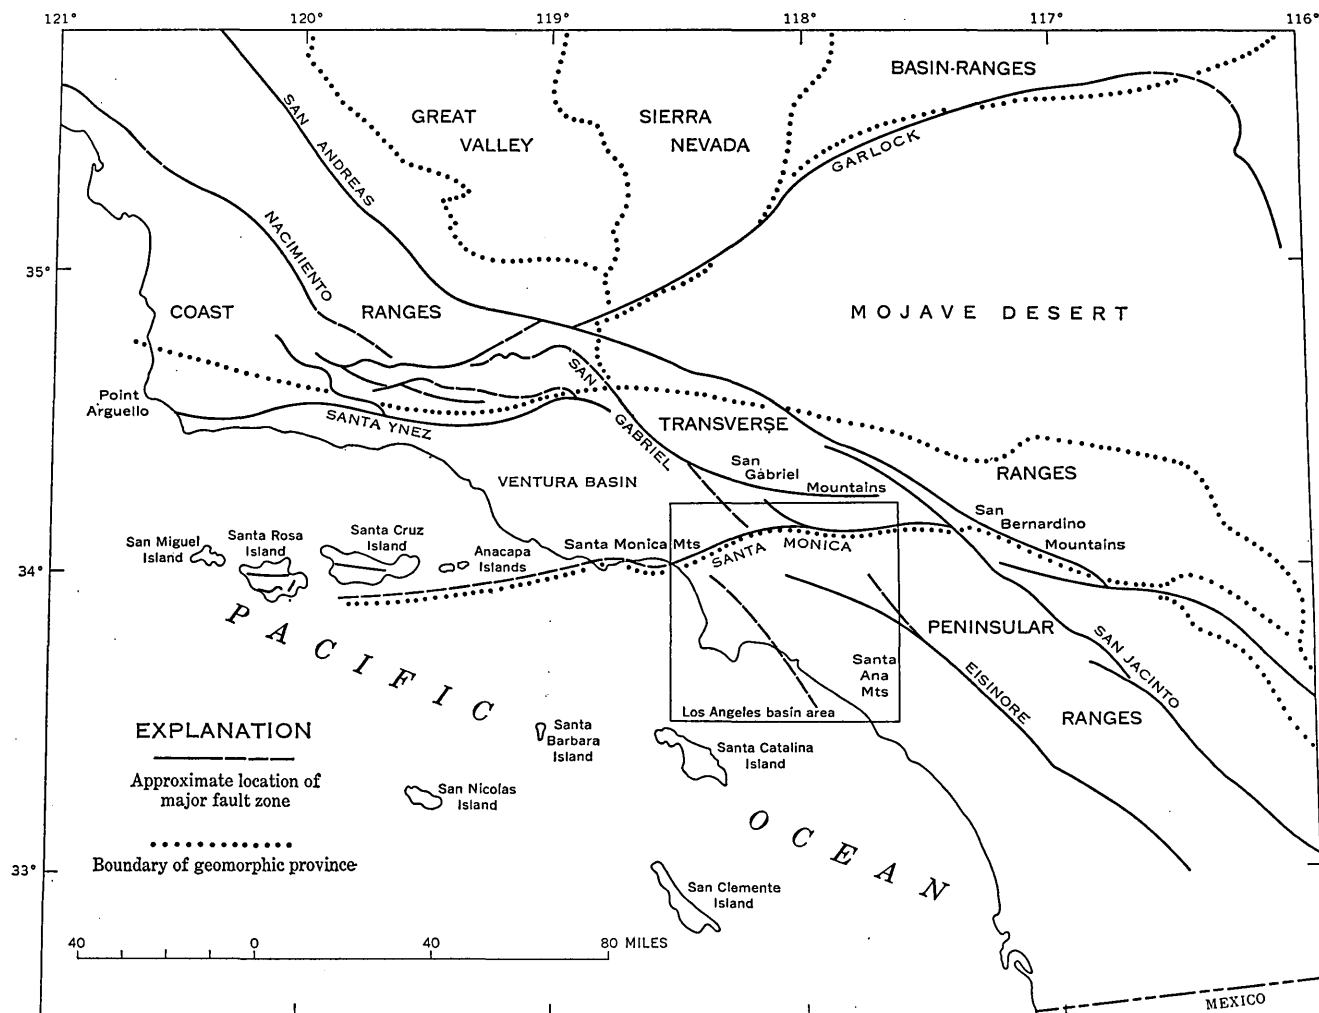 121°
120°
119°
118°
117°
116°
BASIN-RANGES
GREAT
VALLEY
SIERRA
NEVADA
SAN ANDREAS
GARLOCK
NACIMIENTO
35°
COAST
RANGES
MOJAVE DESERT
SAN
GABRIEL
Point
Arguello
SANTA YNEZ
TRANSVERSE
RANGES
VENTURA BASIN
San
Gabriel
Mountains
San
Bernardino
Mountains
San Miguel
Island
Santa Rosa
Island
Santa Cruz
Island
Anacapa
Islands
Santa Monica Mts
SANTA MONICA
34°
PACIFIC
PENINSULAR
RANGES
SAN JACINTO
EISINORE
Santa
Ana
Mts
Los Angeles basin area
EXPLANATION
Approximate location of
major fault zone
Boundary of geomorphic province
Santa
Barbara
Island
Santa Catalina
Island
San Nicolas
Island
OCEAN
33°
San Clemente
Island
40 0 40 80 MILES
MEXICO